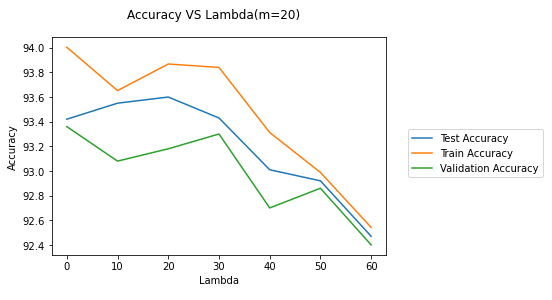 Accuracy VS Lambda(m=20)
94.0
93.8
93.6
93.4
93.2
93.0
92.8
92.6
92.4
Accuracy
0 10 20 30 40 50 60
Lambda
Test Accuracy
Train Accuracy
Validation Accuracy